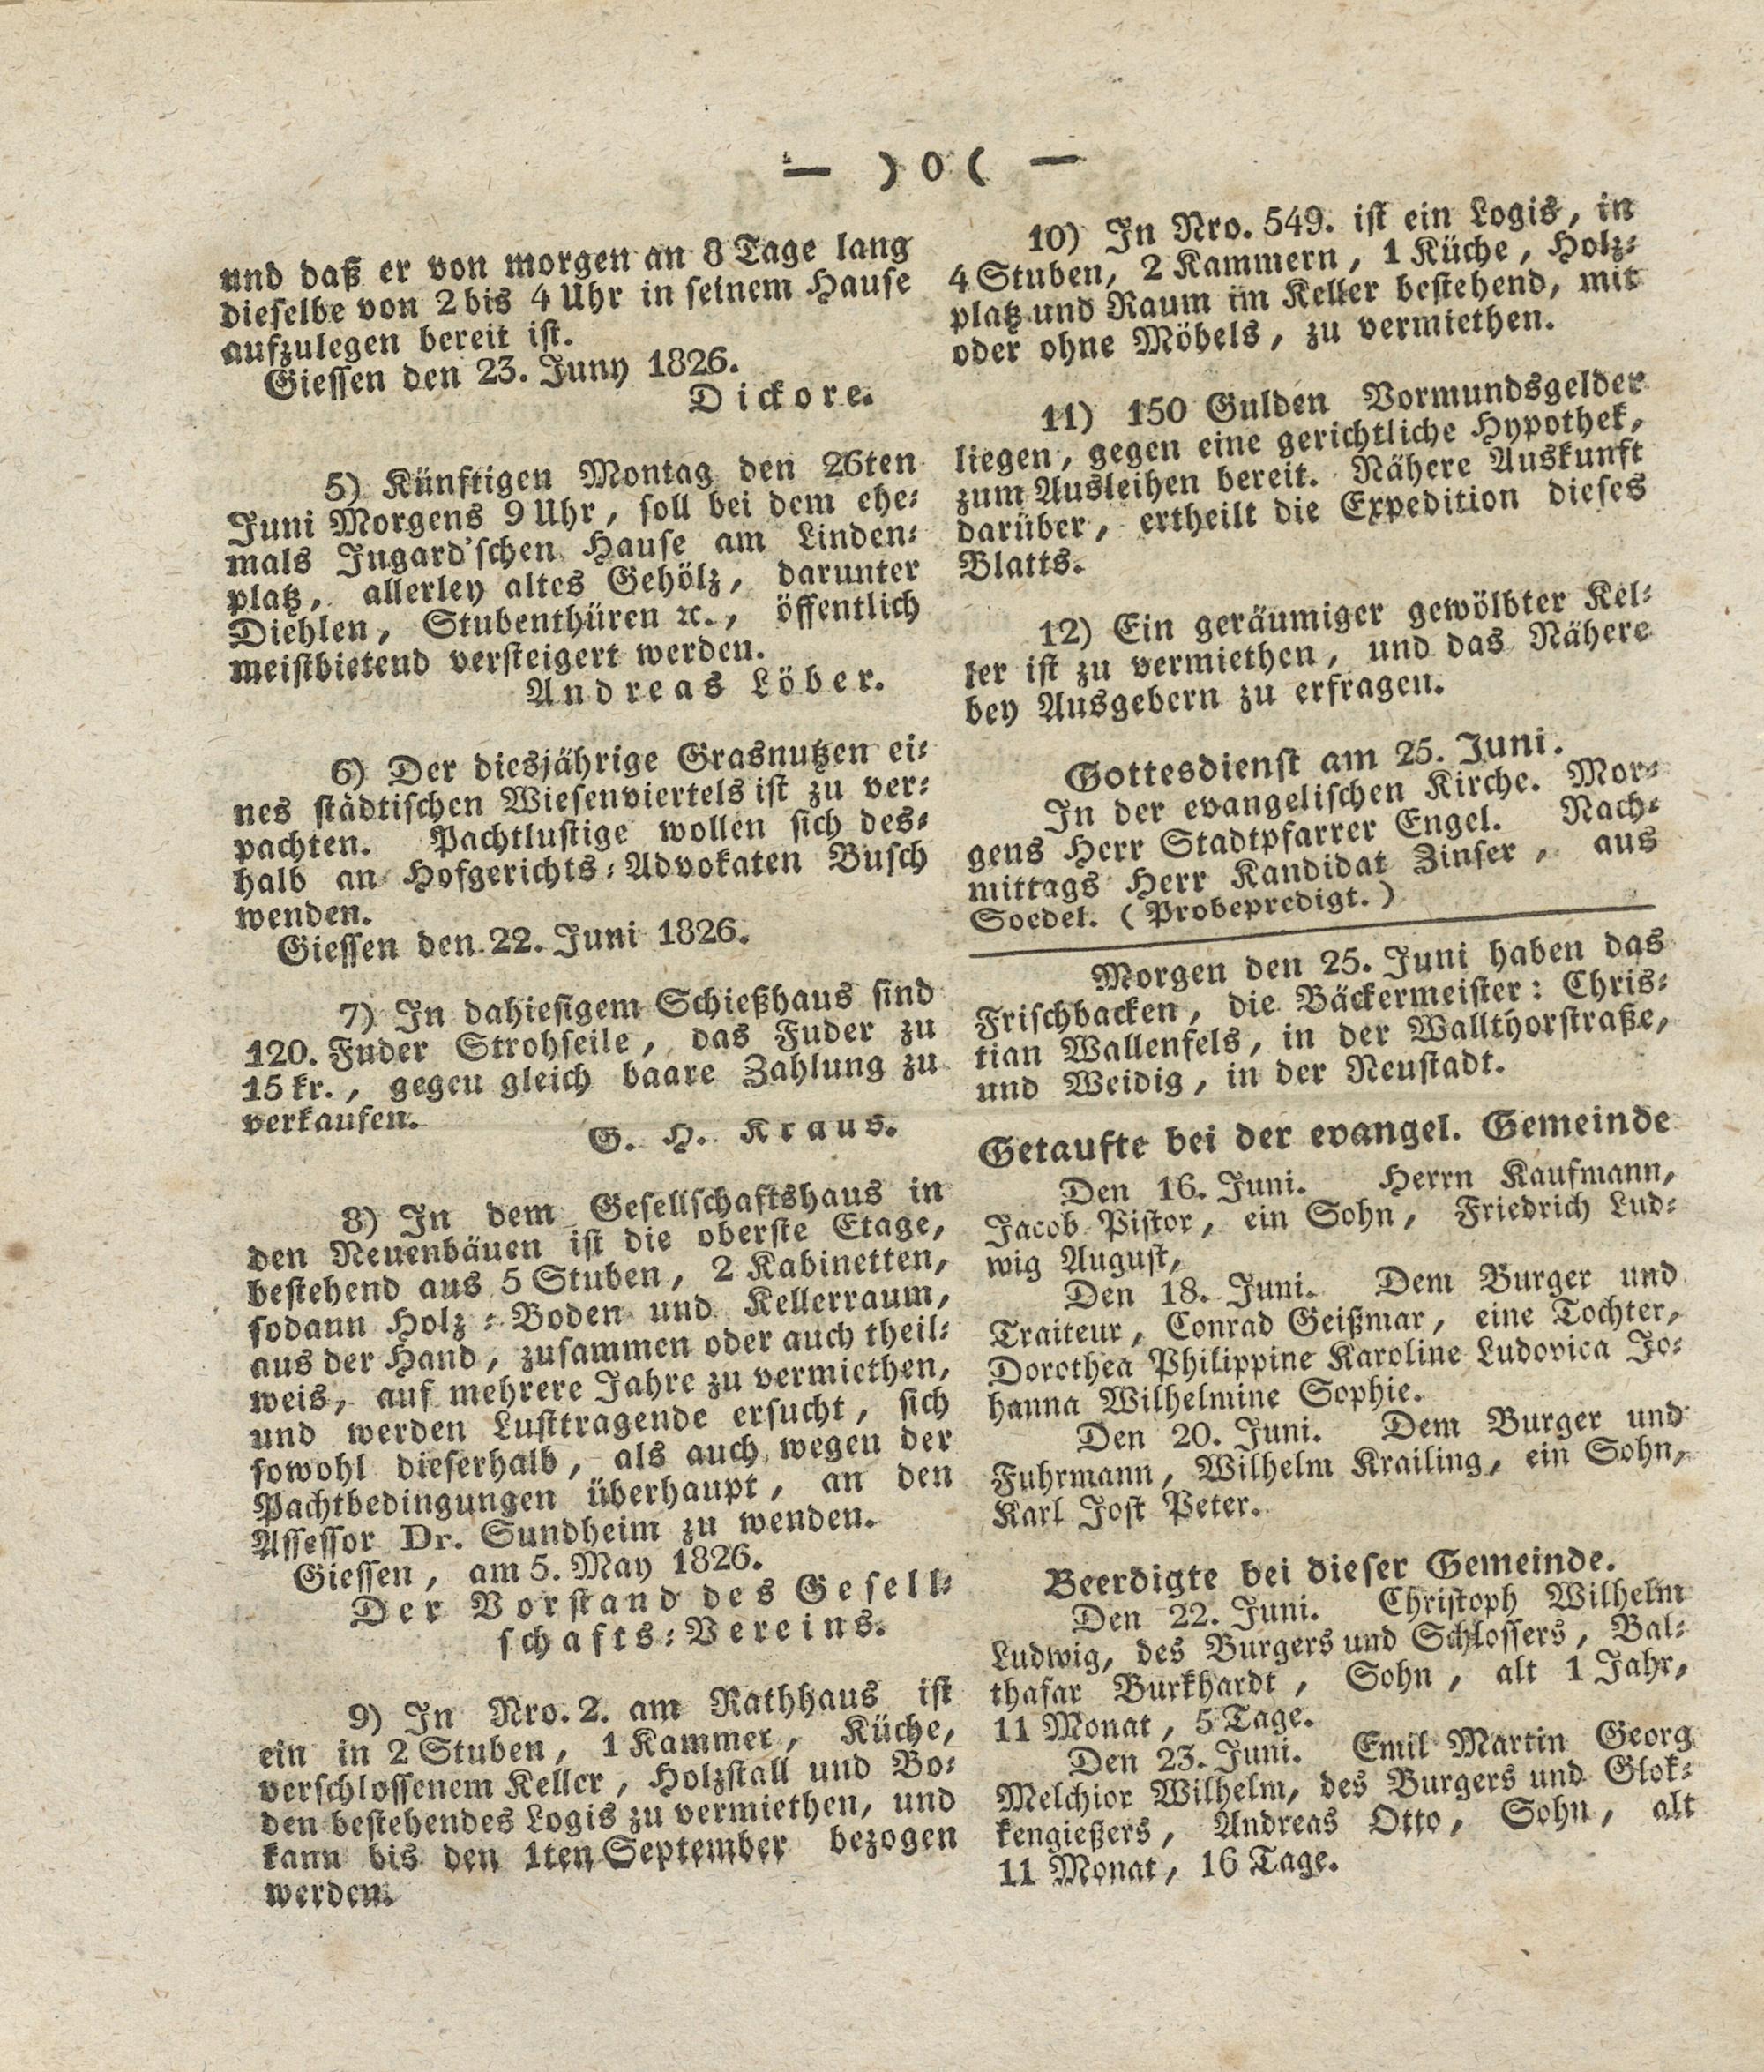 — ) 0 ( —
und daß er von morgen an 8 Tage lang
dieselbe von 2 bis 4 Uhr in seinem Hause
aufzulegen bereit ist.
Giessen den 23. Juny 1826.
Dickore.
5) Künftigen Montag den 26ten
Juni Morgens 9 Uhr, soll bei dem ehe-
mals Jugard'schen Hause am Linden-
platz, allerley altes Gehölz, darunter
Diehlen, Stubenthüren ꝛc., öffentlich
meistbietend versteigert werden.
Andreas Löber.
6) Der diesjährige Grasnutzen ei-
nes städtischen Wiesenviertels ist zu ver-
pachten. Pachtlustige wollen sich des-
halb an Hofgerichts-Advokaten Busch
wenden.
Giessen den 22. Juni 1826.
7) In dahiesigem Schießhaus sind
120. Fuder Strohseile, das Fuder zu
15 kr., gegen gleich baare Zahlung zu
verkaufen.
G. H. Kraus.
8) In dem Gesellschaftshaus in
den Neuenbäuen ist die oberste Etage,
bestehend aus 5 Stuben, 2 Kabinetten,
sodann Holz-Boden und Kellerraum,
aus der Hand, zusammen oder auch theil-
weis, auf mehrere Jahre zu vermiethen,
und werden Lusttragende ersucht, sich
sowohl dieserhalb, als auch wegen der
Pachtbedingungen überhaupt, an den
Assessor Dr. Sundheim zu wenden.
Giessen, am 5. May 1826.
Der Vorstand des Gesell-
schafts-Vereins.
9) In Nro. 2. am Rathhaus ist
ein in 2 Stuben, 1 Kammer, Küche,
verschlossenem Keller, Holzstall und Bo-
den bestehendes Logis zu vermiethen, und
kann bis den 1ten September bezogen
werden.
10) In Nro. 549. ist ein Logis, in
4 Stuben, 2 Kammern, 1 Küche, Holz-
platz und Raum im Keller bestehend, mit
oder ohne Möbels, zu vermiethen.
11) 150 Gulden Vormundsgelder
liegen, gegen eine gerichtliche Hypothek,
zum Ausleihen bereit. Nähere Auskunft
darüber, ertheilt die Expedition dieses
Blatts.
12) Ein geräumiger gewölbter Kel-
ler ist zu vermiethen, und das Nähere
bey Ausgebern zu erfragen.
Gottesdienst am 25. Juni.
In der evangelischen Kirche. Mor-
gens Herr Stadtpfarrer Engel. Nach-
mittags Herr Kandidat Zinser, aus
Soedel. (Probepredigt.)
Morgen den 25. Juni haben das
Frischbacken, die Bäckermeister: Chris-
tian Wallenfels, in der Wallthorstraße,
und Weidig, in der Neustadt.
Getaufte bei der evangel. Gemeinde
Den 16. Juni. Herrn Kaufmann,
Jacob Pistor, ein Sohn, Friedrich Lud-
wig August,
Den 18. Juni. Dem Burger und
Traiteur, Conrad Geißmar, eine Tochter,
Dorothea Philippine Karoline Ludovica Jo-
hanna Wilhelmine Sophie.
Den 20. Juni. Dem Burger und
Fuhrmann, Wilhelm Krailing, ein Sohn,
Karl Jost Peter.
Beerdigte bei dieser Gemeinde.
Den 22. Juni. Christoph Wilhelm
Ludwig, des Burgers und Schlossers, Bal-
thasar Burkhardt, Sohn, alt 1 Jahr,
11 Monat, 5 Tage.
Den 23. Juni. Emil Martin Georg
Melchior Wilhelm, des Burgers und Glok-
kengießers, Andreas Otto, Sohn, alt
11 Monat, 16 Tage.